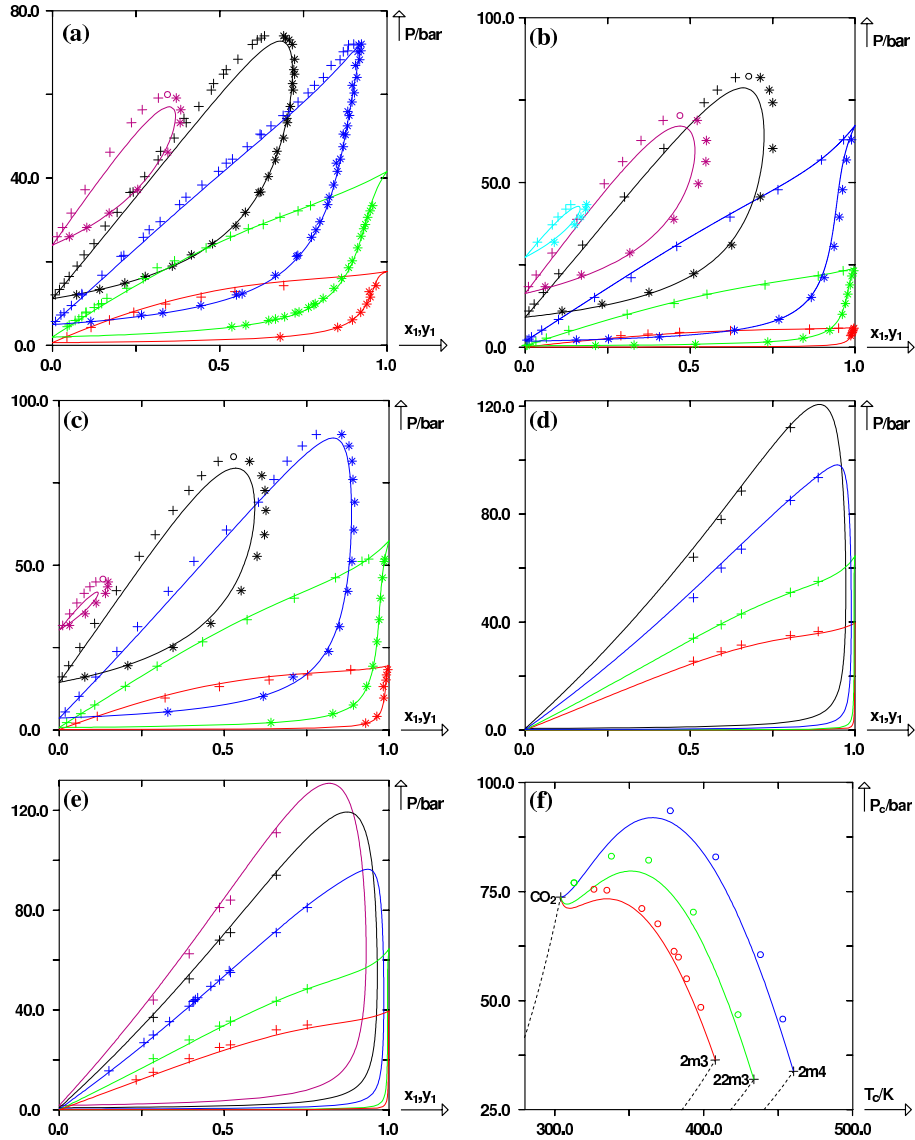 (a)
80.0
P/bar
40.0
0.0
x1,y1
0.0
0.5
1.0
(b)
100.0
P/bar
50.0
0.0
x1,y1
0.0
0.5
1.0
(c)
100.0
P/bar
50.0
0.0
x1,y1
0.0
0.5
1.0
(d)
120.0
P/bar
80.0
40.0
0.0
x1,y1
0.0
0.5
1.0
(e)
P/bar
120.0
80.0
40.0
0.0
x1,y1
0.0
0.5
1.0
(f)
100.0
Pc/bar
CO2
75.0
50.0
2m3
22m3
2m4
25.0
Tc/K
300.0
400.0
500.0